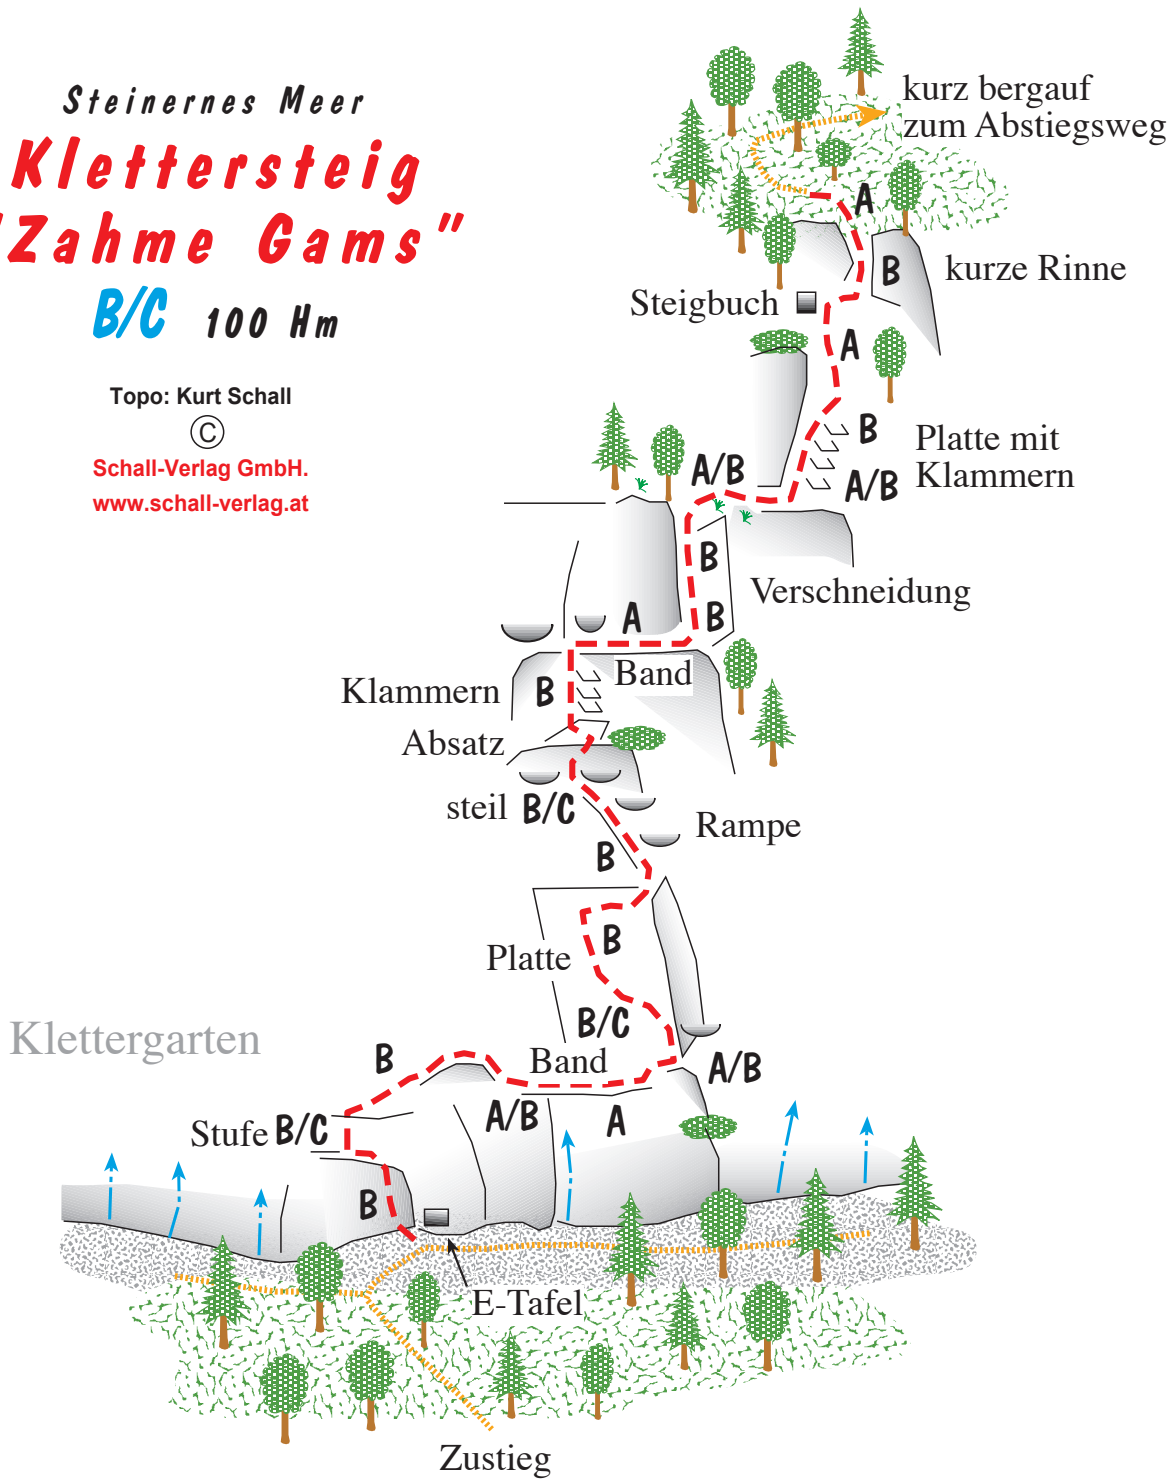 Steinernes Meer
Klettersteig
"Zahme Gams"
B/C 100 Hm
Topo: Kurt Schall
©
Schall-Verlag GmbH.
www.schall-verlag.at
kurz bergauf
zum Abstiegsweg
A
B
kurze Rinne
Steigbuch
A
B
Platte mit
Klammern
A/B
A/B
B
Verschneidung
A
B
Band
Klammern
B
Absatz
steil B/C
Rampe
B
B
Platte
B/C
Band
A/B
Klettergarten
B
A/B
A
Stufe B/C
B
E-Tafel
Zustieg